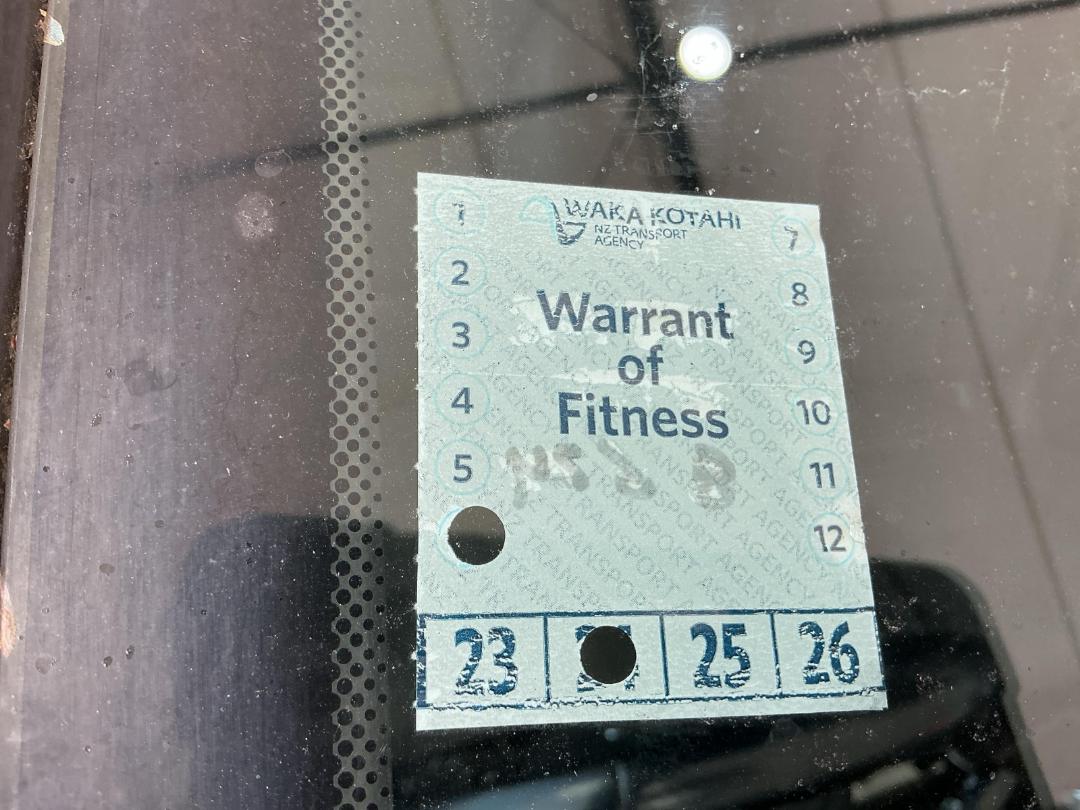 WAKA KOTAHI
NZ TRANSPORT
AGENCY
1
2
3
4
5
7
8
9
10
11
12
Warrant
of
Fitness
23
25
26